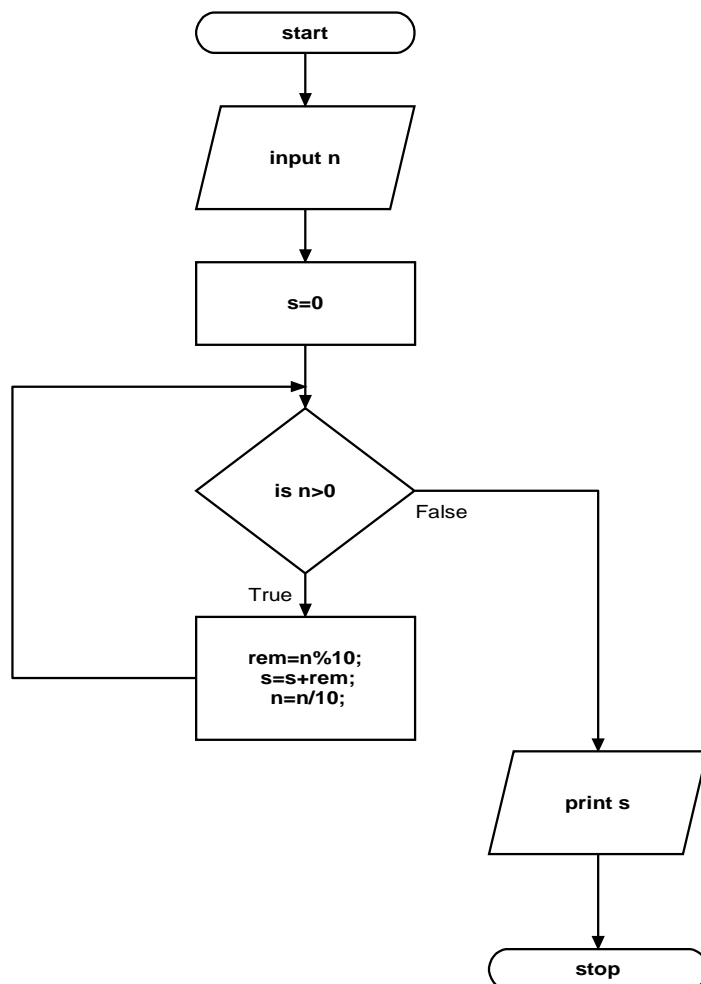 start
input n
s=0
is n>0
False
True
rem=n%10;
s=s+rem;
n=n/10;
print s
stop